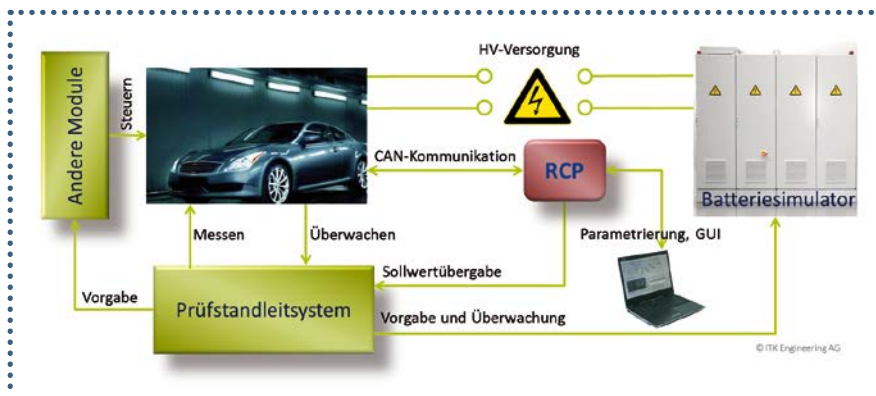 HV-Versorgung
Andere Module
Steuern
CAN-Kommunikation
RCP
Batteriesimulator
Messen
Überwachen
Parametrierung, GUI
Sollwertübergabe
Vorgabe
Prüfstandleitsystem
Vorgabe und Überwachung
© ITK Engineering AG